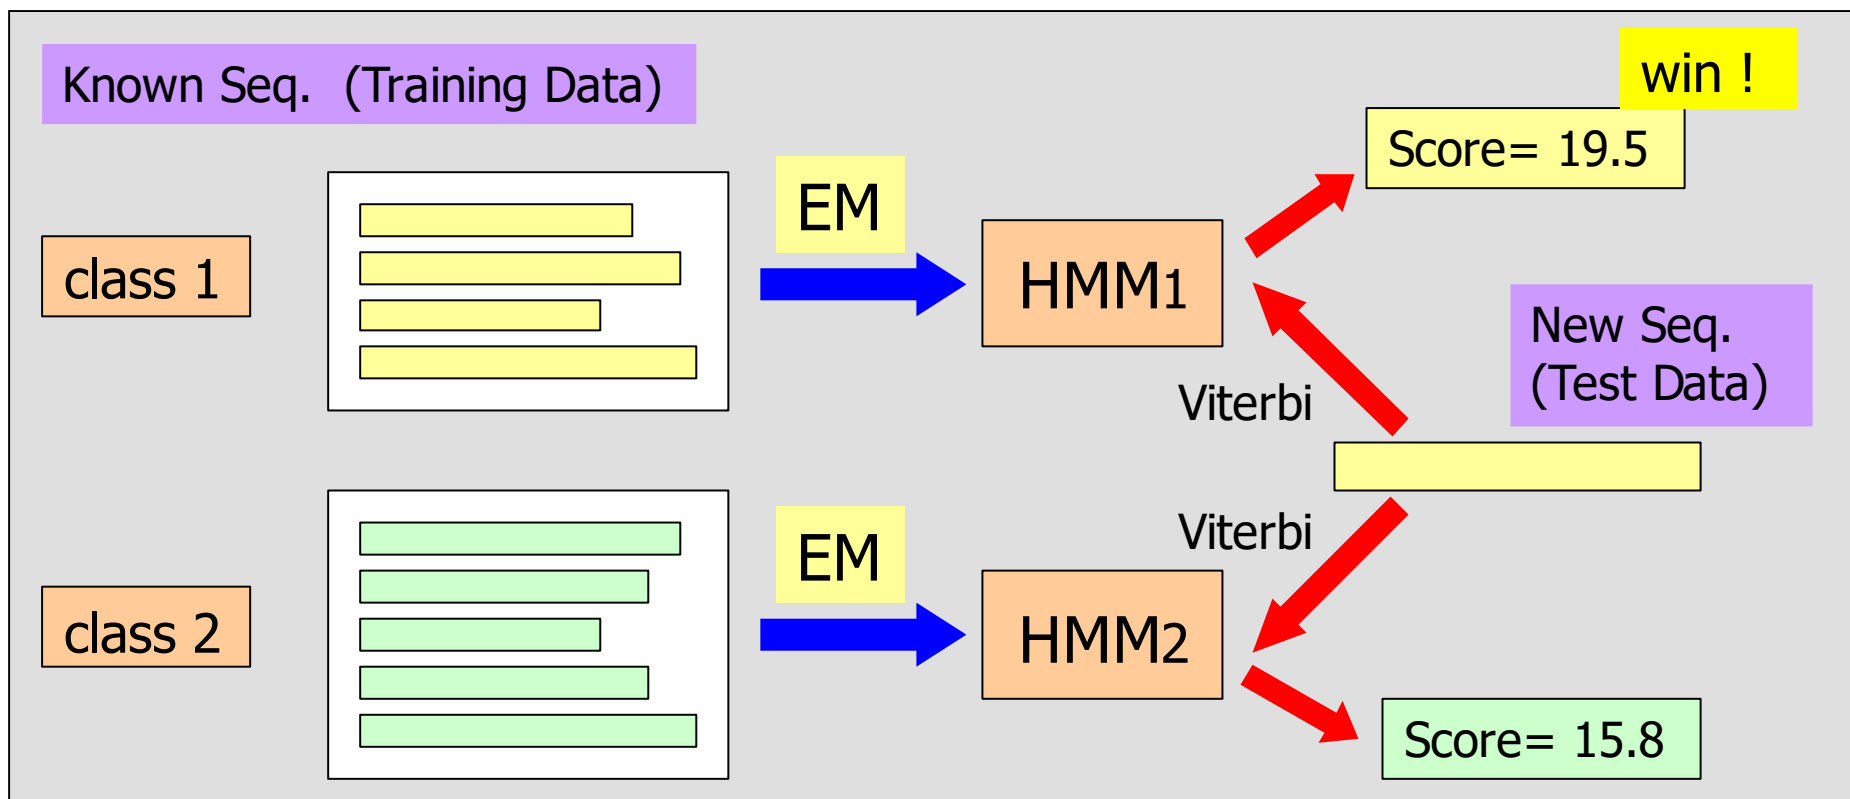 Known Seq. (Training Data)
win !
Score= 19.5
EM
class 1
HMM1
New Seq.
(Test Data)
Viterbi
Viterbi
EM
class 2
HMM2
Score= 15.8